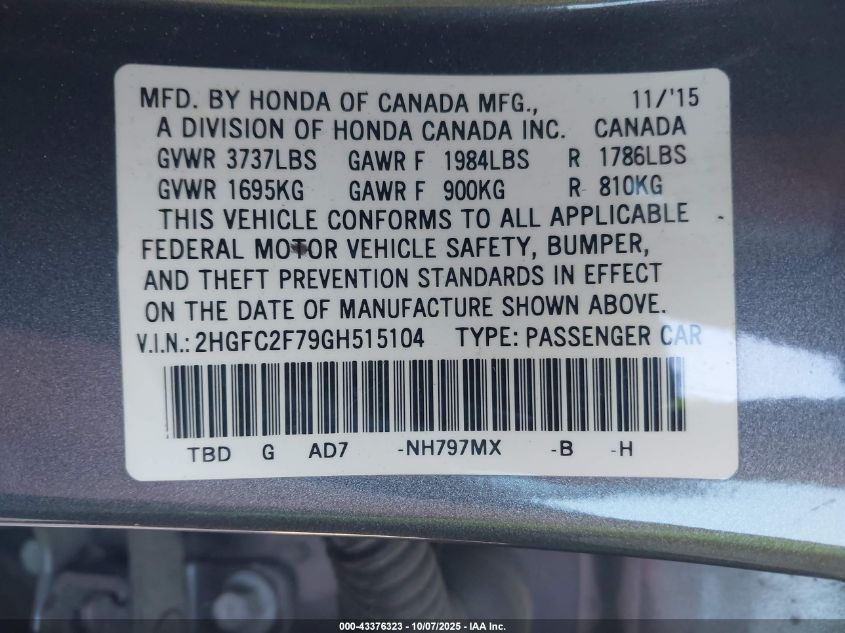 MFD. BY HONDA OF CANADA MFG., 11/'15
A DIVISION OF HONDA CANADA INC. CANADA
GVWR 3737LBS GAWR F 1984LBS R 1786LBS
GVWR 1695KG GAWR F 900KG R 810KG
THIS VEHICLE CONFORMS TO ALL APPLICABLE
FEDERAL MOTOR VEHICLE SAFETY, BUMPER,
AND THEFT PREVENTION STANDARDS IN EFFECT
ON THE DATE OF MANUFACTURE SHOWN ABOVE.
V.I.N.: 2HGFC2F79GH515104 TYPE: PASSENGER CAR
TBD G AD7 -NH797MX -B -H
000-43376323 - 10/07/2025 - IAA Inc.